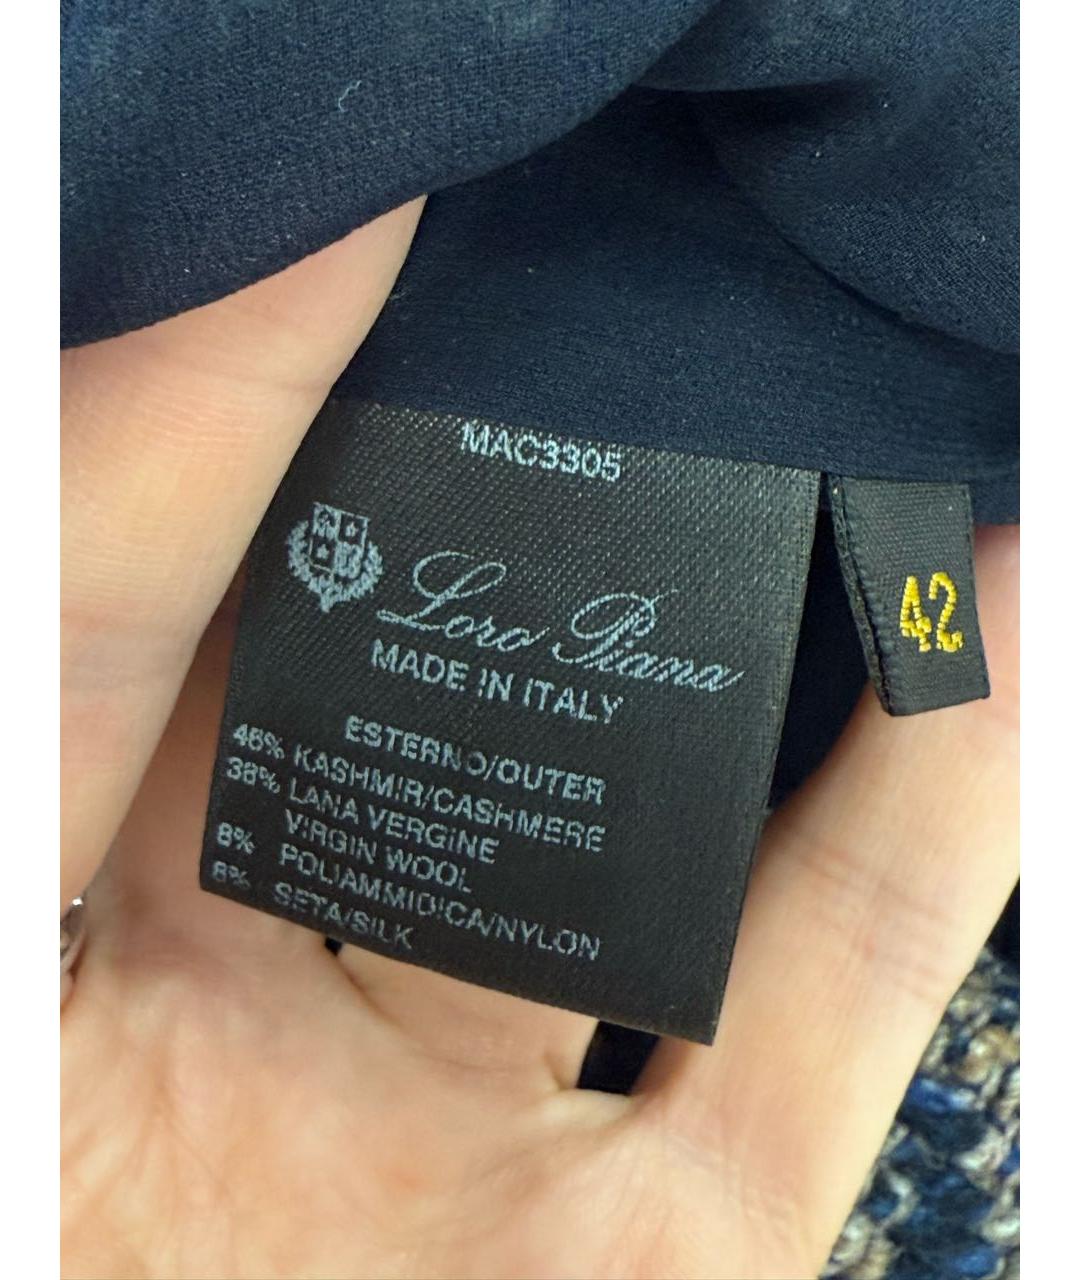 MAC3305
Loro Piana
MADE IN ITALY
ESTERNO/OUTER
46% KASHMIR/CASHMERE
38% LANA VERGINE
VIRGIN WOOL
8% POLIAMMIDICA/NYLON
8% SETA/SILK
42